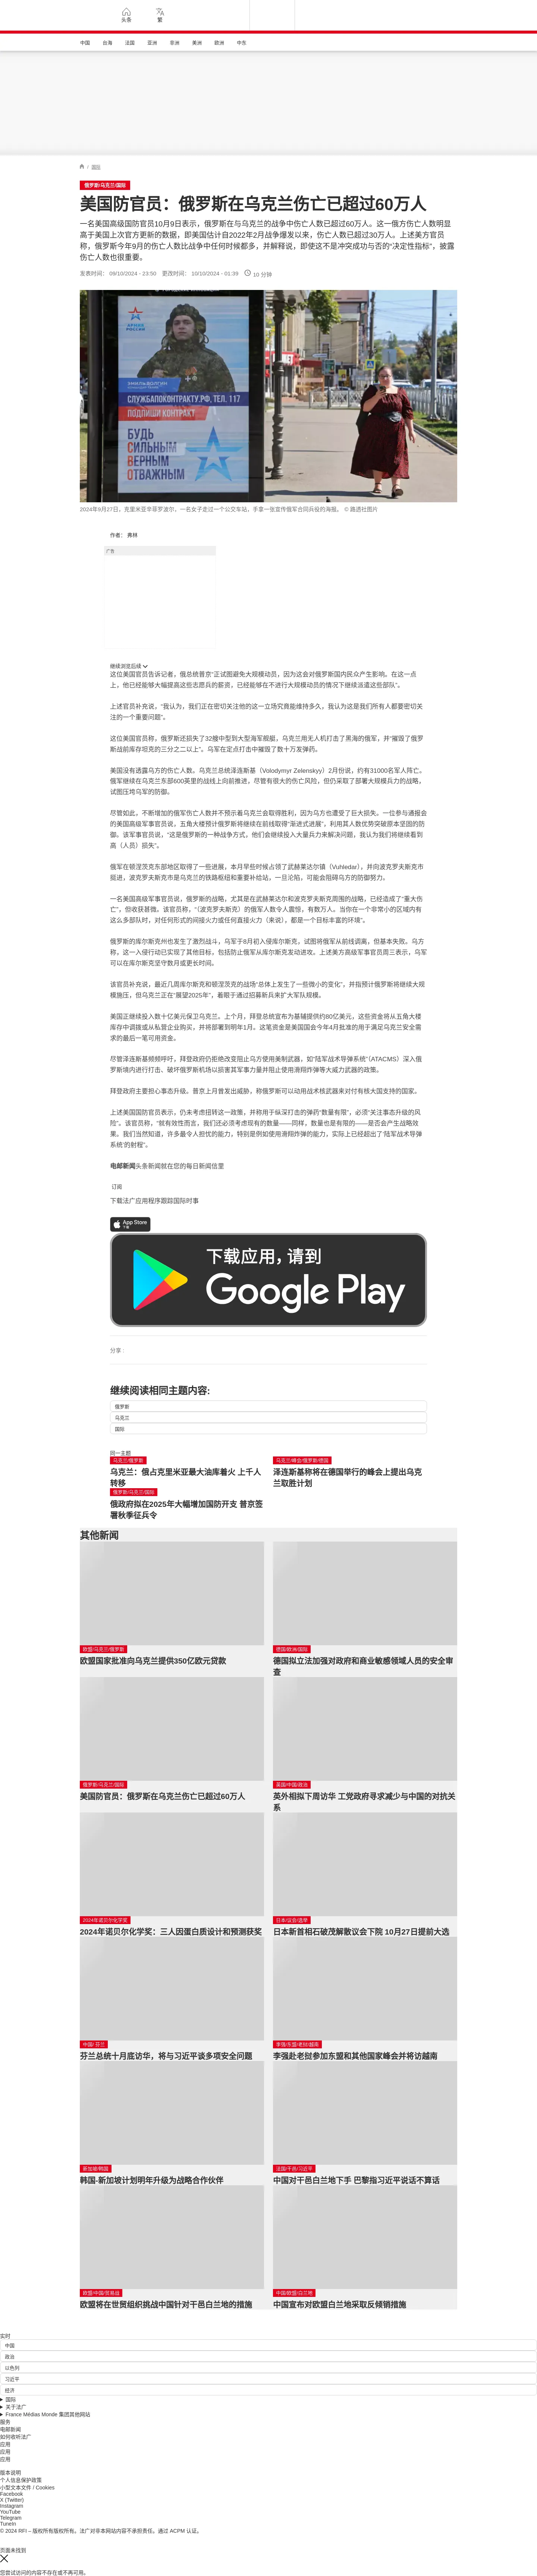 头条
繁
中国
台海
法国
亚洲
非洲
美洲
欧洲
中东
/ 国际
俄罗斯/乌克兰/国际
美国防官员：俄罗斯在乌克兰伤亡已超过60万人
一名美国高级国防官员10月9日表示，俄罗斯在与乌克兰的战争中伤亡人数已超过60万人。这一俄方伤亡人数明显
高于美国上次官方更新的数据，即美国估计自2022年2月战争爆发以来，伤亡人数已超过30万人。上述美方官员
称，俄罗斯今年9月的伤亡人数比战争中任何时候都多，并解释说，即使这不是冲突成功与否的“决定性指标”，披露
伤亡人数也很重要。
发表时间： 09/10/2024 - 23:50 更改时间： 10/10/2024 - 01:39 10 分钟
АРМИЯ РОССИИ
СЛУЖБАПОКОНТРАКТУ.РФ, ТЕЛ. 117
ПОДПИШИ КОНТРАКТ
БУДЬ
СИЛЬНЫМ
ВЕРНЫМ
ОТВАЖНЫМ
2024年9月27日，克里米亚辛菲罗波尔，一名女子走过一个公交车站，手拿一张宣传俄军合同兵役的海报。 © 路透社图片
作者： 弗林
广告
继续浏览后续
这位美国官员告诉记者，俄总统普京“正试图避免大规模动员，因为这会对俄罗斯国内民众产生影响。在这一点
上，他已经能够大幅提高这些志愿兵的薪资，已经能够在不进行大规模动员的情况下继续派遣这些部队”。
上述官员补充说，“我认为，我们正在密切关注他的这一立场究竟能维持多久，我认为这是我们所有人都要密切关
注的一个重要问题”。
这位美国官员称，俄罗斯还损失了32艘中型到大型海军舰艇，乌克兰用无人机打击了黑海的俄军，并“摧毁了俄罗
斯战前库存坦克的三分之二以上”。乌军在定点打击中摧毁了数十万发弹药。
美国没有透露乌方的伤亡人数。乌克兰总统泽连斯基（Volodymyr Zelenskyy）2月份说，约有31000名军人阵亡。
俄军继续在乌克兰东部600英里的战线上向前推进，尽管有很大的伤亡风险，但仍采取了部署大规模兵力的战略，
试图压垮乌军的防御。
尽管如此，不断增加的俄军伤亡人数并不预示着乌克兰会取得胜利，因为乌方也遭受了巨大损失。一位参与通报会
的美国高级军事官员说，五角大楼预计俄罗斯将继续在前线取得“渐进式进展”，利用其人数优势突破原本坚固的防
御。该军事官员说，“这是俄罗斯的一种战争方式，他们会继续投入大量兵力来解决问题，我认为我们将继续看到
高（人员）损失”。
俄军在顿涅茨克东部地区取得了一些进展，本月早些时候占领了武赫莱达尔镇（Vuhledar），并向波克罗夫斯克市
挺进，波克罗夫斯克市是乌克兰的铁路枢纽和重要补给站，一旦沦陷，可能会阻碍乌方的防御努力。
一名美国高级军事官员说，俄罗斯的战略，尤其是在武赫莱达尔和波克罗夫斯克周围的战略，已经造成了“重大伤
亡”，但收获甚微。该官员称，“（波克罗夫斯克）的俄军人数令人震惊，有数万人。当你在一个非常小的区域内有
这么多部队时，对任何形式的间接火力或任何直接火力（来说），都是一个目标丰富的环境”。
俄罗斯的库尔斯克州也发生了激烈战斗，乌军于8月初入侵库尔斯克，试图将俄军从前线调离，但基本失败。乌方
称，这一入侵行动已实现了其他目标，包括防止俄军从库尔斯克发动进攻。上述美方高级军事官员周三表示，乌军
可以在库尔斯克坚守数月或更长时间。
该官员补充说，最近几周库尔斯克和顿涅茨克的战场“总体上发生了一些微小的变化”，并指预计俄罗斯将继续大规
模施压，但乌克兰正在“展望2025年”，着眼于通过招募新兵来扩大军队规模。
美国正继续投入数十亿美元保卫乌克兰。上个月，拜登总统宣布为基辅提供约80亿美元，这些资金将从五角大楼
库存中调拨或从私营企业购买，并将部署到明年1月。这笔资金是美国国会今年4月批准的用于满足乌克兰安全需
求的最后一笔可用资金。
尽管泽连斯基频频呼吁，拜登政府仍拒绝改变阻止乌方使用美制武器，如“陆军战术导弹系统”（ATACMS）深入俄
罗斯境内进行打击、破坏俄罗斯机场以损害其军事力量并阻止使用滑翔炸弹等大威力武器的政策。
拜登政府主要担心事态升级。普京上月曾发出威胁，称俄罗斯可以动用战术核武器来对付有核大国支持的国家。
上述美国国防官员表示，仍未考虑扭转这一政策，并称用于纵深打击的弹药“数量有限”，必须“关注事态升级的风
险”。该官员称，“就有效性而言，我们还必须考虑现有的数量——同样，数量也是有限的——是否会产生战略效
果。我们当然知道，许多最令人担忧的能力，特别是例如使用滑翔炸弹的能力，实际上已经超出了‘陆军战术导弹
系统’的射程”。
电邮新闻头条新闻就在您的每日新闻信里
订阅
下载法广应用程序跟踪国际时事
App Store 下载
下载应用，请到
Google Play
分享 :
继续阅读相同主题内容:
俄罗斯
乌克兰
国际
同一主题
乌克兰/俄罗斯
乌克兰：俄占克里米亚最大油库着火 上千人
转移
乌克兰/峰会/俄罗斯/德国
泽连斯基称将在德国举行的峰会上提出乌克
兰取胜计划
俄罗斯/乌克兰/国际
俄政府拟在2025年大幅增加国防开支 普京签
署秋季征兵令
其他新闻
欧盟/乌克兰/俄罗斯
欧盟国家批准向乌克兰提供350亿欧元贷款
德国/欧洲/国际
德国拟立法加强对政府和商业敏感领域人员的安全审
查
俄罗斯/乌克兰/国际
美国防官员：俄罗斯在乌克兰伤亡已超过60万人
英国/中国/政治
英外相拟下周访华 工党政府寻求减少与中国的对抗关
系
2024年诺贝尔化学奖
2024年诺贝尔化学奖：三人因蛋白质设计和预测获奖
日本/议会/选举
日本新首相石破茂解散议会下院 10月27日提前大选
中国/ 芬兰
芬兰总统十月底访华，将与习近平谈多项安全问题
李强/东盟/老挝/越南
李强赴老挝参加东盟和其他国家峰会并将访越南
新加坡/韩国
韩国-新加坡计划明年升级为战略合作伙伴
法国/干邑/习近平
中国对干邑白兰地下手 巴黎指习近平说话不算话
欧盟/中国/贸易战
欧盟将在世贸组织挑战中国针对干邑白兰地的措施
中国/欧盟/白兰地
中国宣布对欧盟白兰地采取反倾销措施
实时
中国
政治
以色列
习近平
经济
国际
关于法广
France Médias Monde 集团其他网站
服务
电邮新闻
如何收听法广
应用
应用
应用
版本说明
个人信息保护政策
小型文本文件 / Cookies
Facebook
X (Twitter)
Instagram
YouTube
Telegram
TuneIn
© 2024 RFI – 版权所有版权所有。法广对非本网站内容不承担责任。通过 ACPM 认证。
页面未找到
您尝试访问的内容不存在或不再可用。